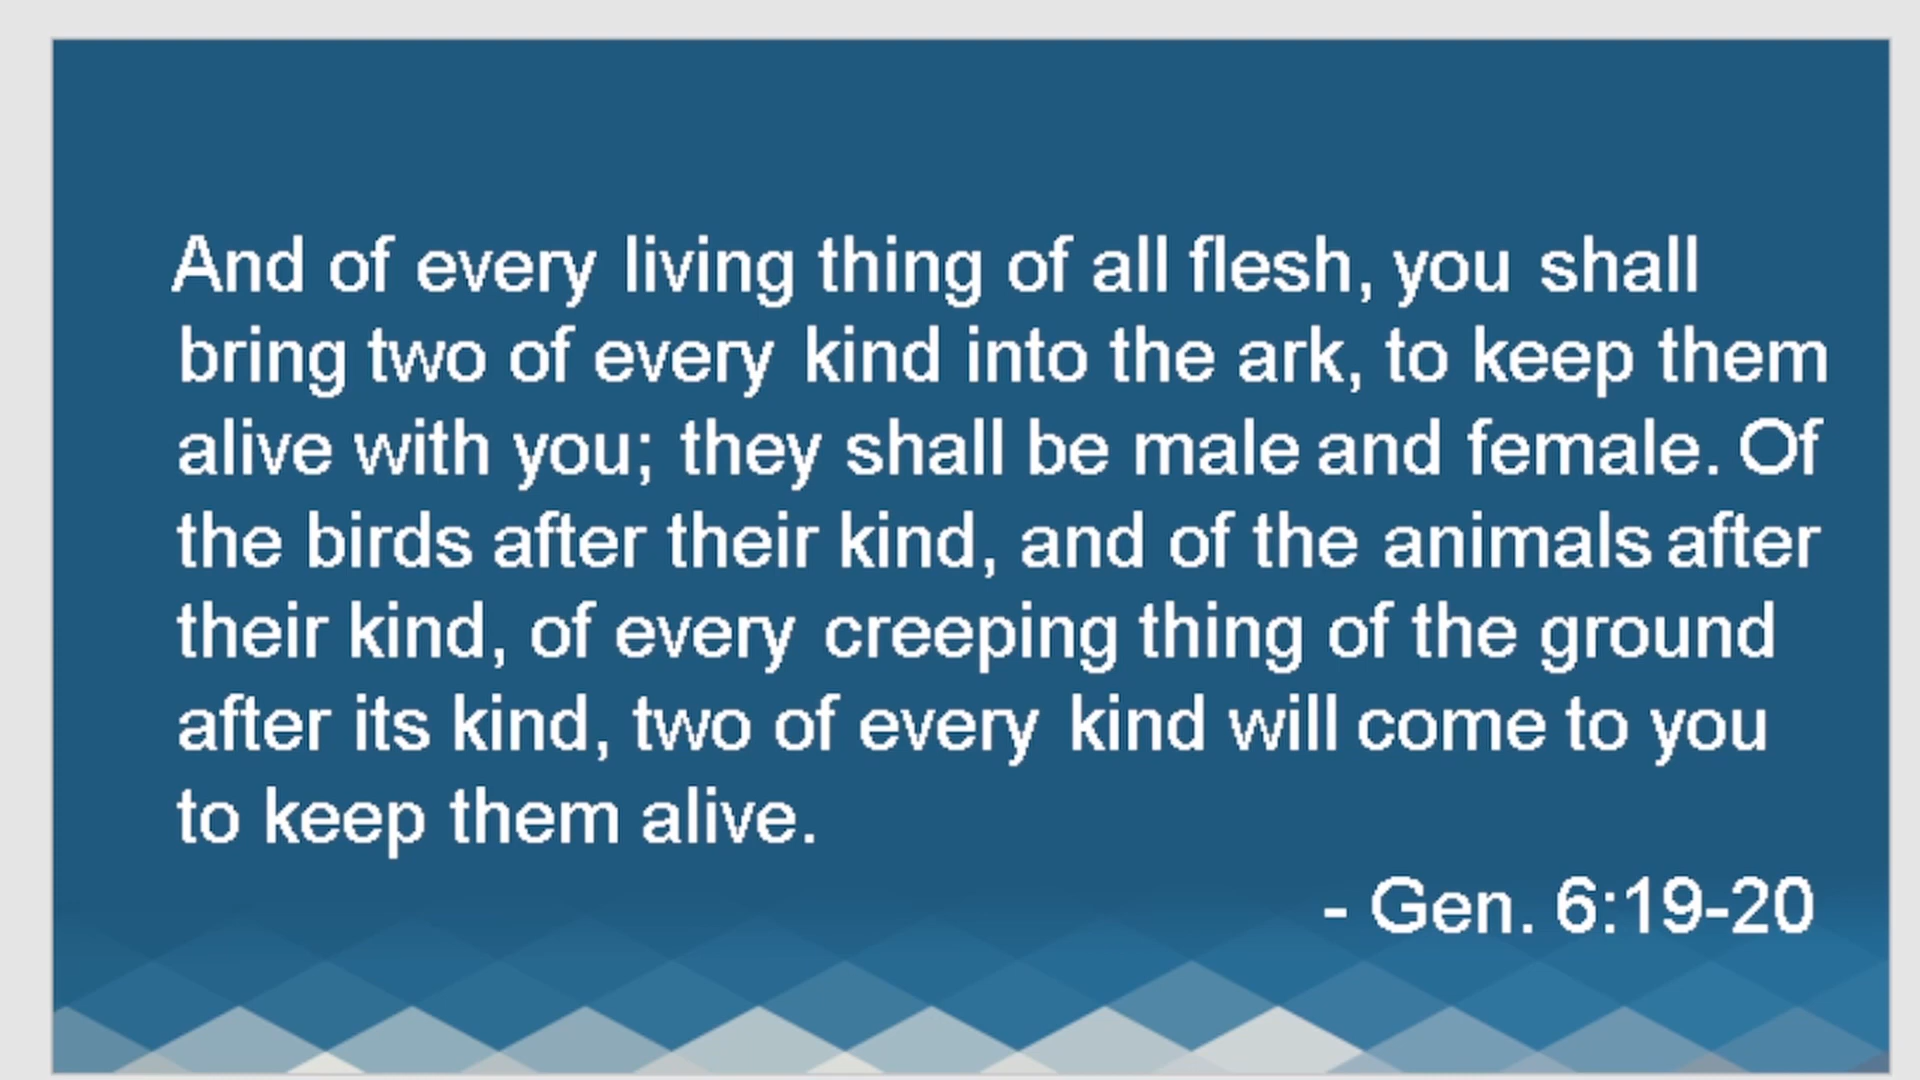 And of every living thing of all flesh, you shall
bring two of every kind into the ark, to keep them
alive with you; they shall be male and female. Of
the birds after their kind, and of the animals after
their kind, of every creeping thing of the ground
after its kind, two of every kind will come to you
to keep them alive.
- Gen. 6:19-20